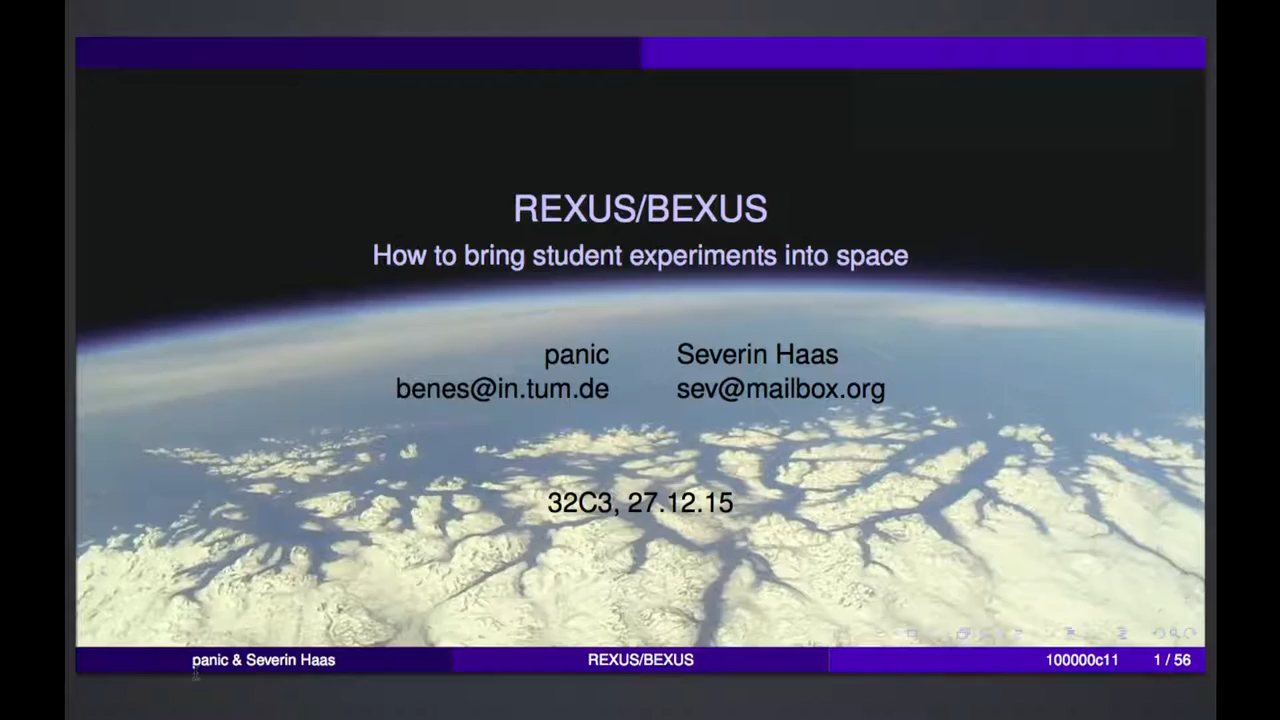 REXUS/BEXUS
How to bring student experiments into space
panic Severin Haas
benes@in.tum.de sev@mailbox.org
32C3, 27.12.15
panic & Severin Haas REXUS/BEXUS 100000c11 1 / 56